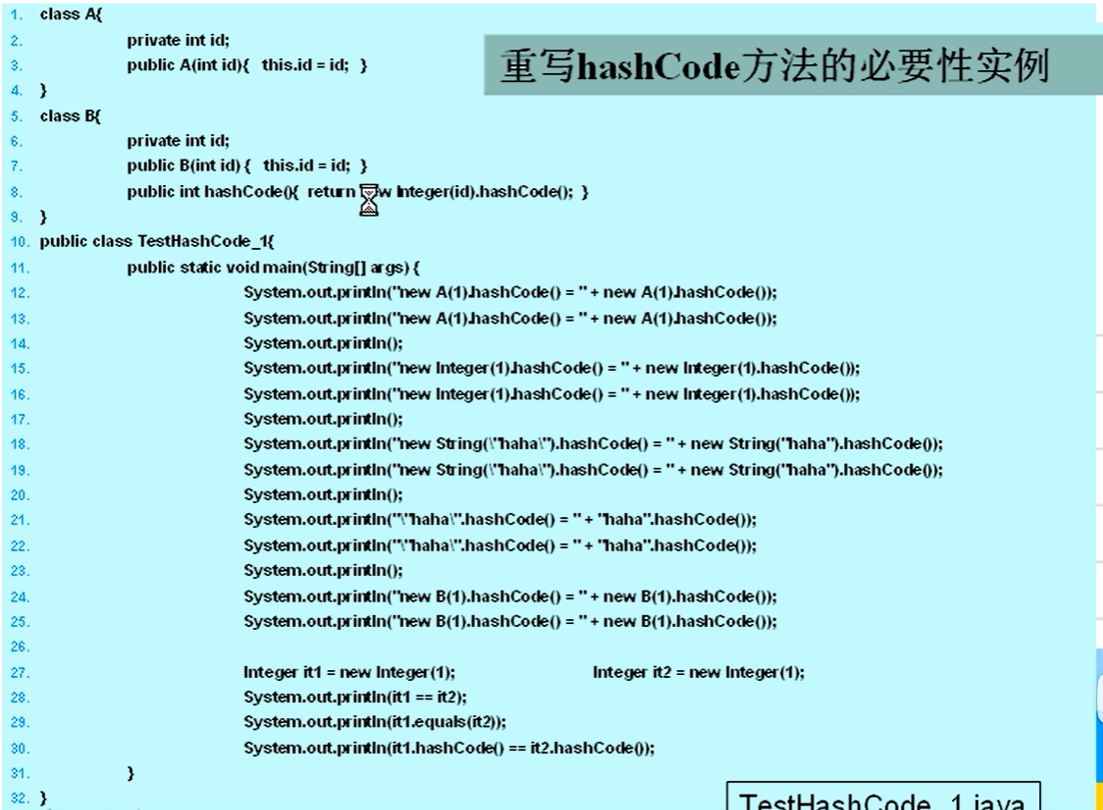 重写hashCode方法的必要性实例
1. class A{
2. private int id;
3. public A(int id){ this.id = id; }
4. }
5. class B{
6. private int id;
7. public B(int id) { this.id = id; }
8. public int hashCode(){ return w Integer(id).hashCode(); }
9. }
10. public class TestHashCode_1{
11. public static void main(String[] args) {
12. System.out.println("new A(1).hashCode() = " + new A(1).hashCode());
13. System.out.println("new A(1).hashCode() = " + new A(1).hashCode());
14. System.out.println();
15. System.out.println("new Integer(1).hashCode() = " + new Integer(1).hashCode());
16. System.out.println("new Integer(1).hashCode() = " + new Integer(1).hashCode());
17. System.out.println();
18. System.out.println("new String(\"haha\").hashCode() = " + new String("haha").hashCode());
19. System.out.println("new String(\"haha\").hashCode() = " + new String("haha").hashCode());
20. System.out.println();
21. System.out.println("\"haha\".hashCode() = " + "haha".hashCode());
22. System.out.println("\"haha\".hashCode() = " + "haha".hashCode());
23. System.out.println();
24. System.out.println("new B(1).hashCode() = " + new B(1).hashCode());
25. System.out.println("new B(1).hashCode() = " + new B(1).hashCode());
26.
27. Integer it1 = new Integer(1); Integer it2 = new Integer(1);
28. System.out.println(it1 == it2);
29. System.out.println(it1.equals(it2));
30. System.out.println(it1.hashCode() == it2.hashCode());
31. }
32. }
TestHashCode_1.java